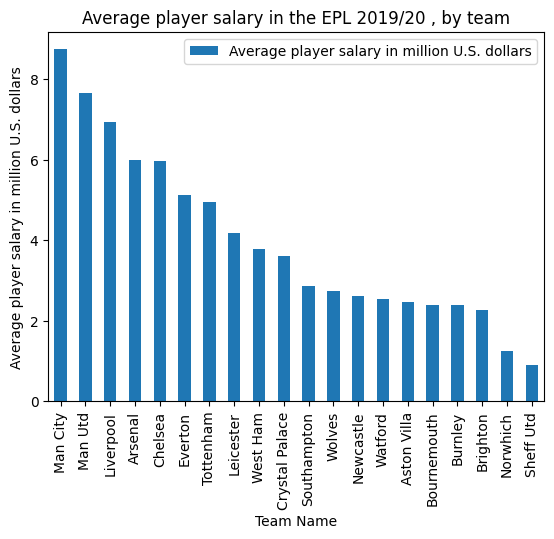 Average player salary in the EPL 2019/20 , by team
Average player salary in million U.S. dollars
Average player salary in million U.S. dollars
8
6
4
2
0
Man City
Man Utd
Liverpool
Arsenal
Chelsea
Everton
Tottenham
Leicester
West Ham
Crystal Palace
Southampton
Wolves
Newcastle
Watford
Aston Villa
Bournemouth
Burnley
Brighton
Norwhich
Sheff Utd
Team Name